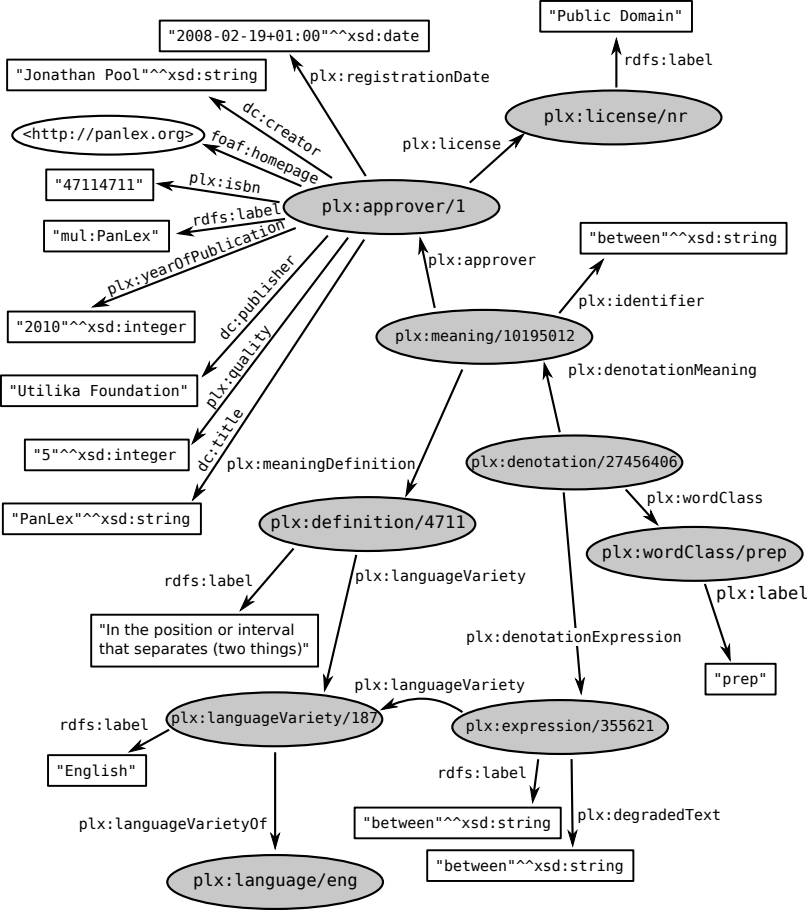 "Public Domain"
"2008-02-19+01:00"^^xsd:date
rdfs:label
"Jonathan Pool"^^xsd:string
plx:registrationDate
dc:creator
plx:license/nr
<http://panlex.org>
foaf:homepage
plx:license
"47114711"
plx:isbn
plx:approver/1
rdfs:label
"mul:PanLex"
"between"^^xsd:string
plx:yearOfPublication
plx:approver
dc:publisher
plx:identifier
"2010"^^xsd:integer
plx:meaning/10195012
plx:quality
plx:denotationMeaning
"Utilika Foundation"
dc:title
"5"^^xsd:integer
plx:meaningDefinition
plx:denotation/27456406
plx:wordClass
"PanLex"^^xsd:string
plx:definition/4711
plx:wordClass/prep
rdfs:label
plx:languageVariety
plx:label
"In the position or interval
that separates (two things)"
plx:denotationExpression
"prep"
plx:languageVariety
plx:languageVariety/187
rdfs:label
plx:expression/355621
"English"
rdfs:label
plx:languageVarietyOf
"between"^^xsd:string
plx:degradedText
"between"^^xsd:string
plx:language/eng